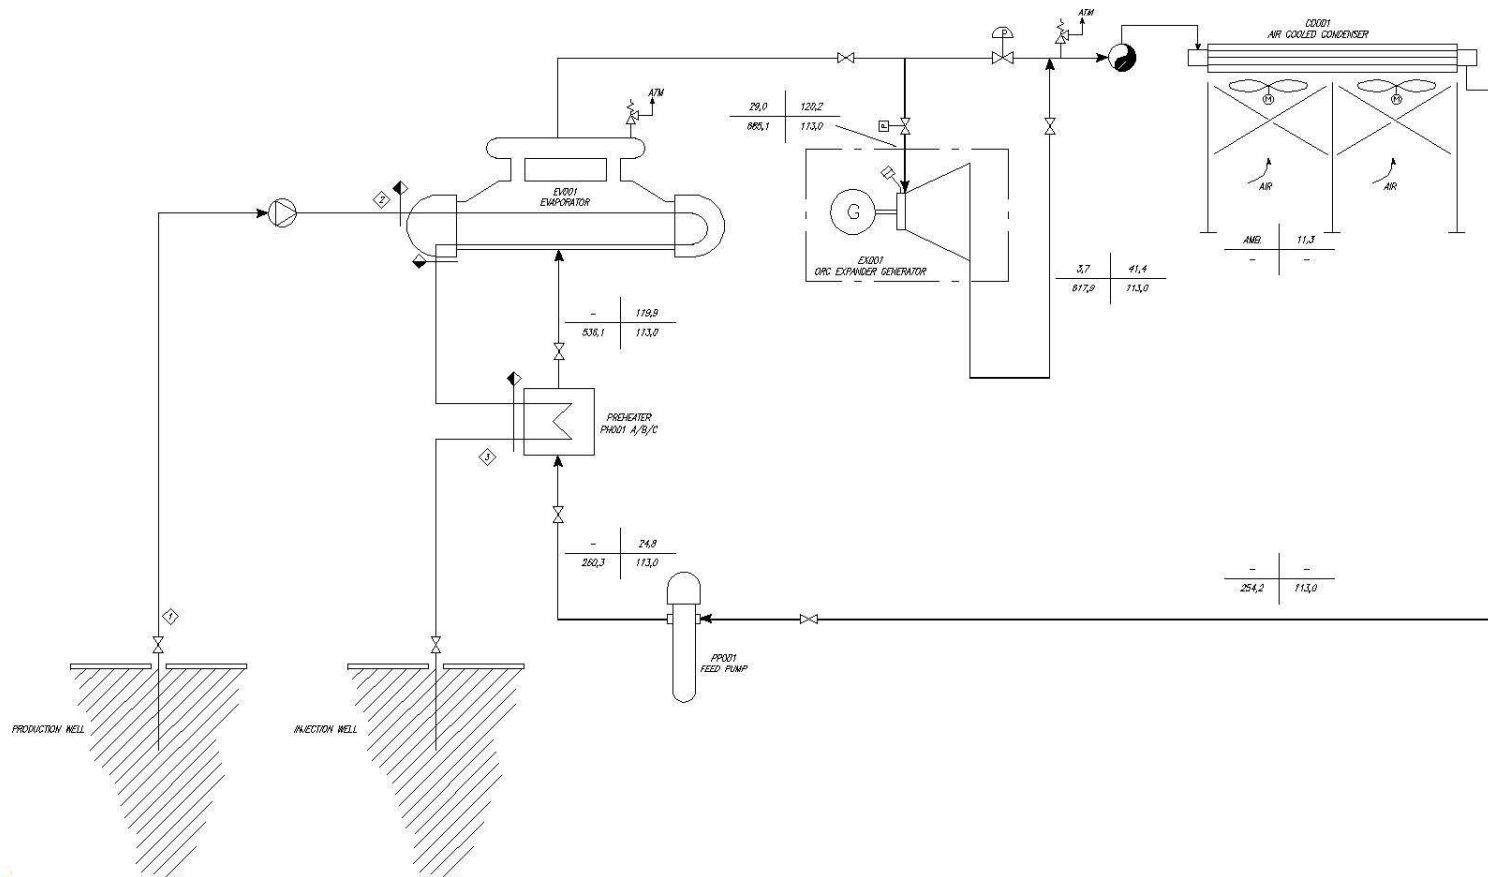 CD001
AIR COOLED CONDENSER
ATM
P
ATM
M
M
29,0 120,2
665,1 113,0
P
AIR
AIR
EV001
EVAPORATOR
2
G
AMB. 11,3
- -
EX001
ORC EXPANDER GENERATOR
3,7 41,4
617,9 113,0
- 119,9
536,1 113,0
PREHEATER
PH001 A/B/C
3
- 24,8
260,3 113,0
- -
254,2 113,0
1
PP001
FEED PUMP
PRODUCTION WELL
INJECTION WELL